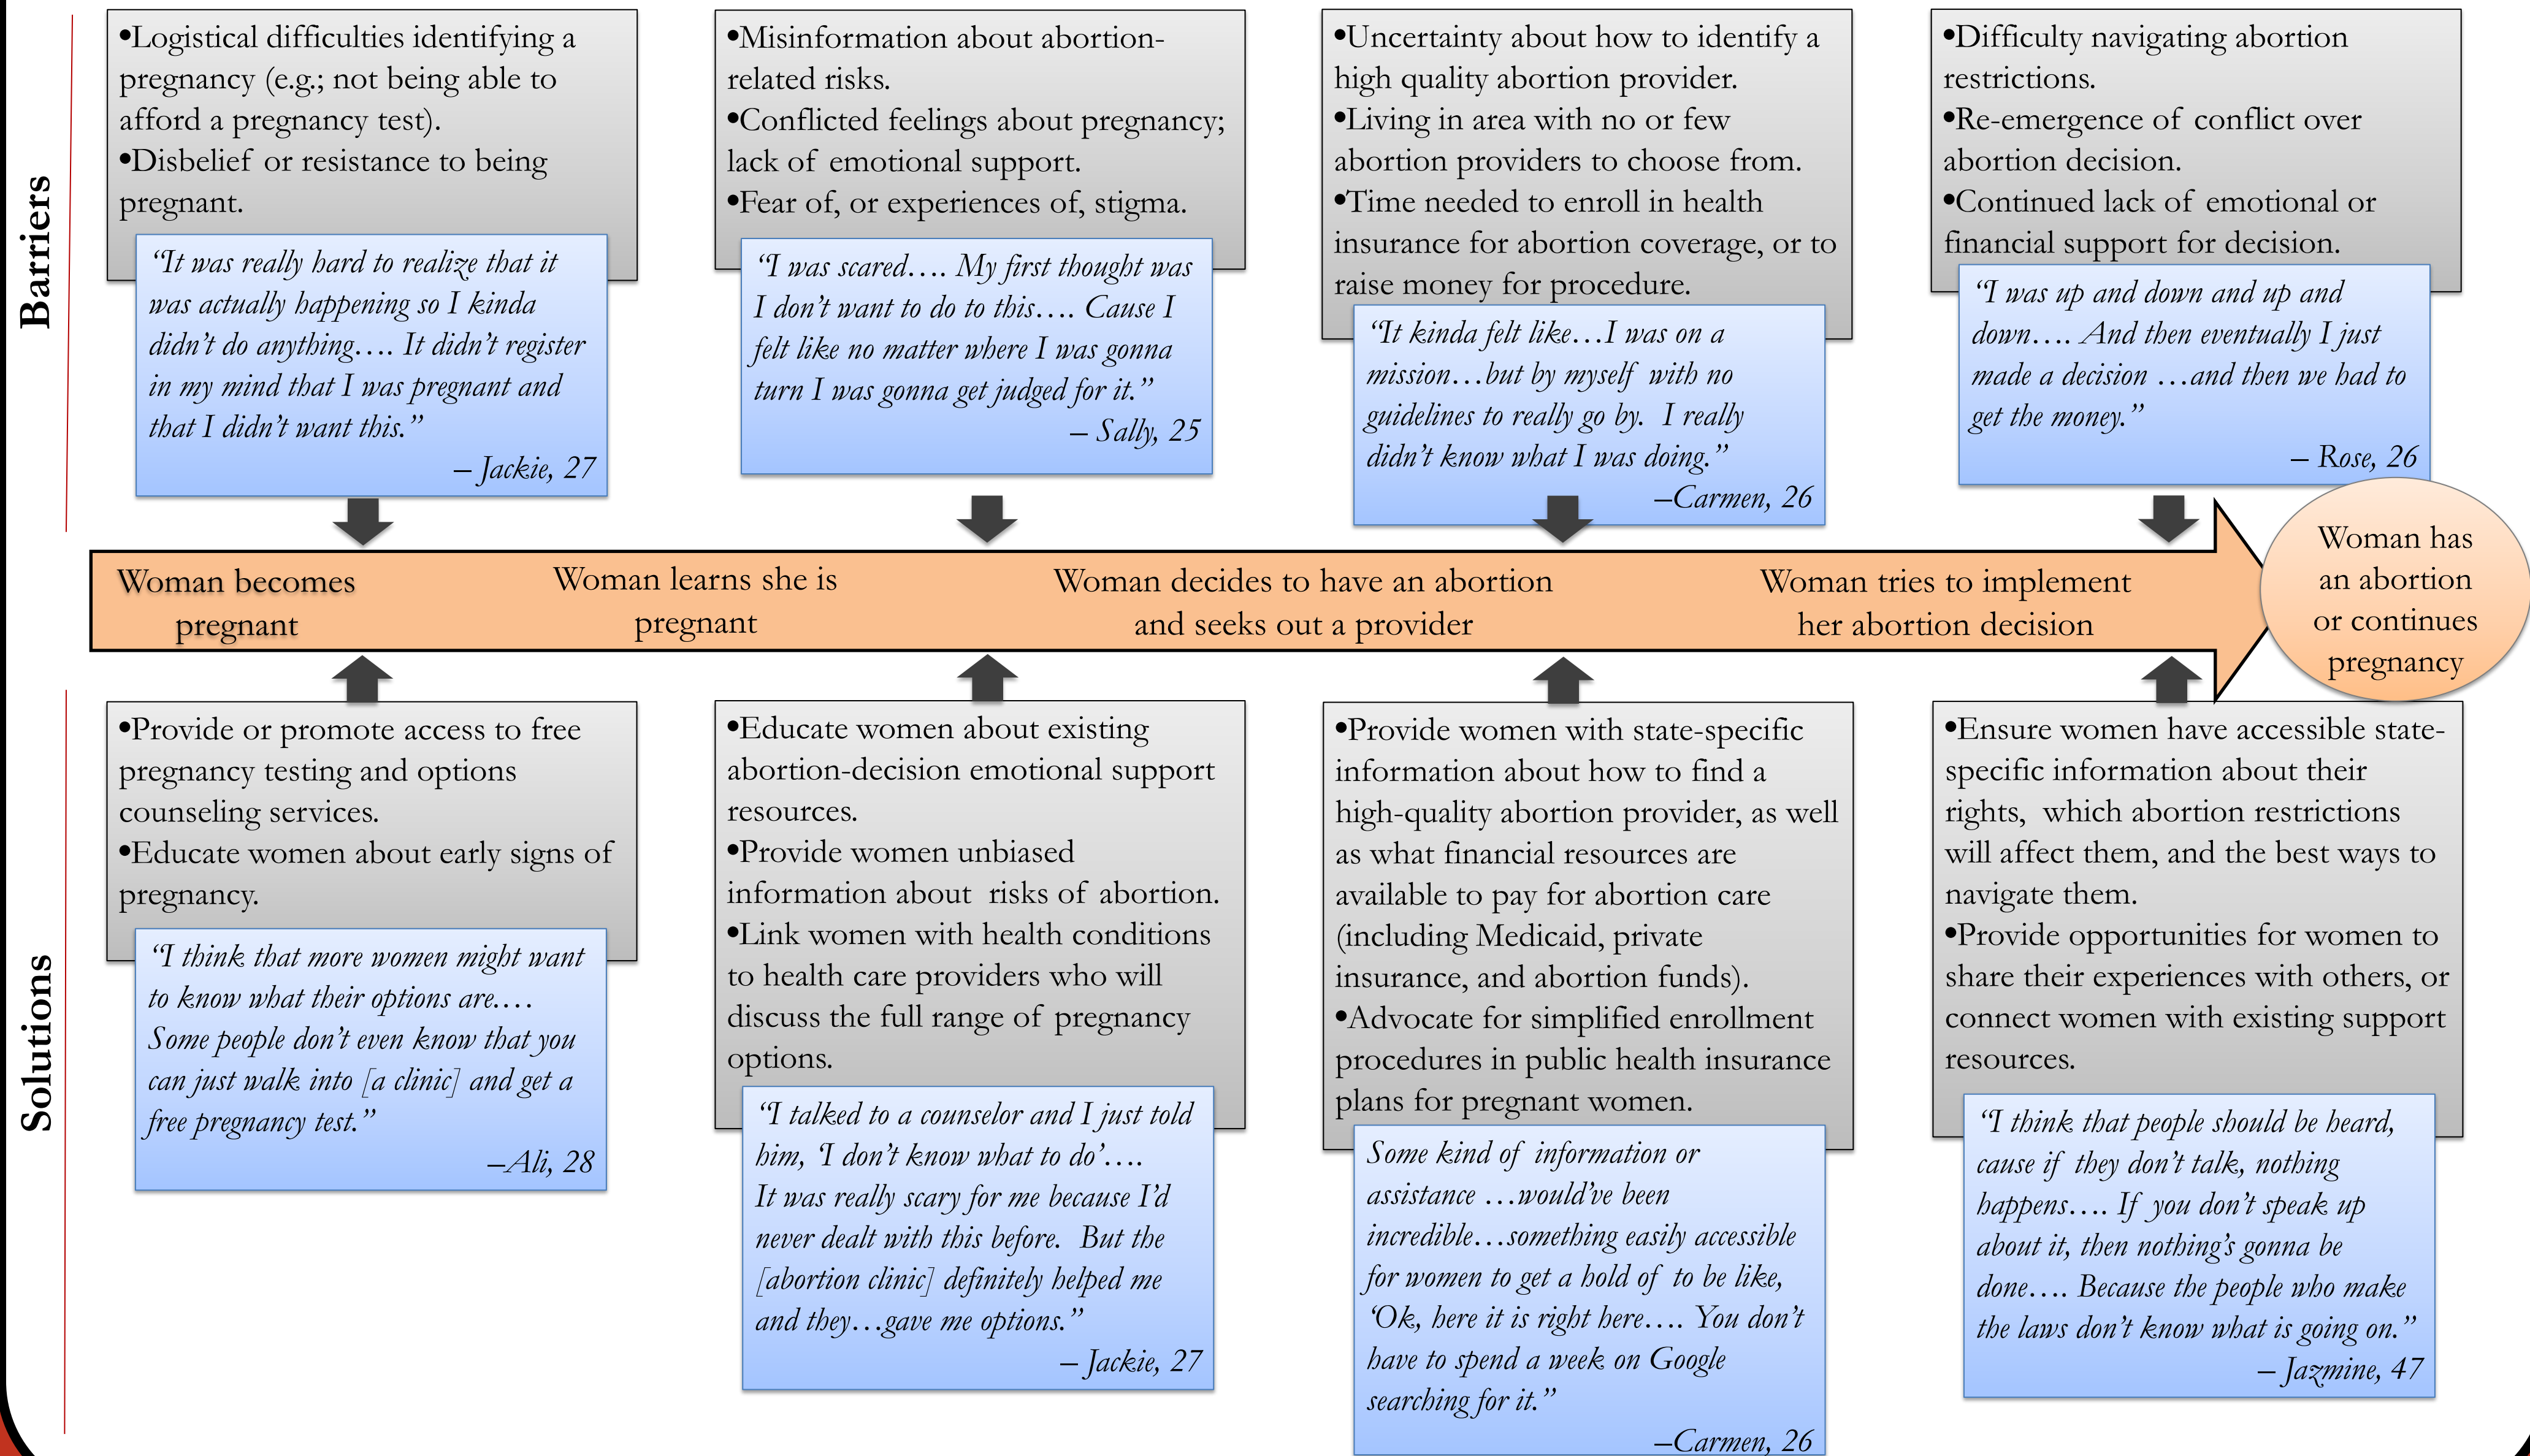 Barriers
•Logistical difficulties identifying a
pregnancy (e.g.; not being able to
afford a pregnancy test).
•Disbelief or resistance to being
pregnant.
“It was really hard to realize that it
was actually happening so I kinda
didn’t do anything…. It didn’t register
in my mind that I was pregnant and
that I didn’t want this.”
– Jackie, 27
•Misinformation about abortion-
related risks.
•Conflicted feelings about pregnancy;
lack of emotional support.
•Fear of, or experiences of, stigma.
“I was scared…. My first thought was
I don’t want to do to this…. Cause I
felt like no matter where I was gonna
turn I was gonna get judged for it.”
– Sally, 25
•Uncertainty about how to identify a
high quality abortion provider.
•Living in area with no or few
abortion providers to choose from.
•Time needed to enroll in health
insurance for abortion coverage, or to
raise money for procedure.
“It kinda felt like…I was on a
mission…but by myself with no
guidelines to really go by. I really
didn’t know what I was doing.”
–Carmen, 26
•Difficulty navigating abortion
restrictions.
•Re-emergence of conflict over
abortion decision.
•Continued lack of emotional or
financial support for decision.
“I was up and down and up and
down…. And then eventually I just
made a decision …and then we had to
get the money.”
– Rose, 26
Woman becomes
pregnant
Woman learns she is
pregnant
Woman decides to have an abortion
and seeks out a provider
Woman tries to implement
her abortion decision
Woman has
an abortion
or continues
pregnancy
Solutions
•Provide or promote access to free
pregnancy testing and options
counseling services.
•Educate women about early signs of
pregnancy.
“I think that more women might want
to know what their options are….
Some people don’t even know that you
can just walk into [a clinic] and get a
free pregnancy test.”
–Ali, 28
•Educate women about existing
abortion-decision emotional support
resources.
•Provide women unbiased
information about risks of abortion.
•Link women with health conditions
to health care providers who will
discuss the full range of pregnancy
options.
“I talked to a counselor and I just told
him, ‘I don’t know what to do’….
It was really scary for me because I’d
never dealt with this before. But the
[abortion clinic] definitely helped me
and they…gave me options.”
– Jackie, 27
•Provide women with state-specific
information about how to find a
high-quality abortion provider, as well
as what financial resources are
available to pay for abortion care
(including Medicaid, private
insurance, and abortion funds).
•Advocate for simplified enrollment
procedures in public health insurance
plans for pregnant women.
Some kind of information or
assistance …would’ve been
incredible…something easily accessible
for women to get a hold of to be like,
‘Ok, here it is right here…. You don’t
have to spend a week on Google
searching for it.”
–Carmen, 26
•Ensure women have accessible state-
specific information about their
rights, which abortion restrictions
will affect them, and the best ways to
navigate them.
•Provide opportunities for women to
share their experiences with others, or
connect women with existing support
resources.
“I think that people should be heard,
cause if they don’t talk, nothing
happens…. If you don’t speak up
about it, then nothing’s gonna be
done…. Because the people who make
the laws don’t know what is going on.”
– Jazmine, 47